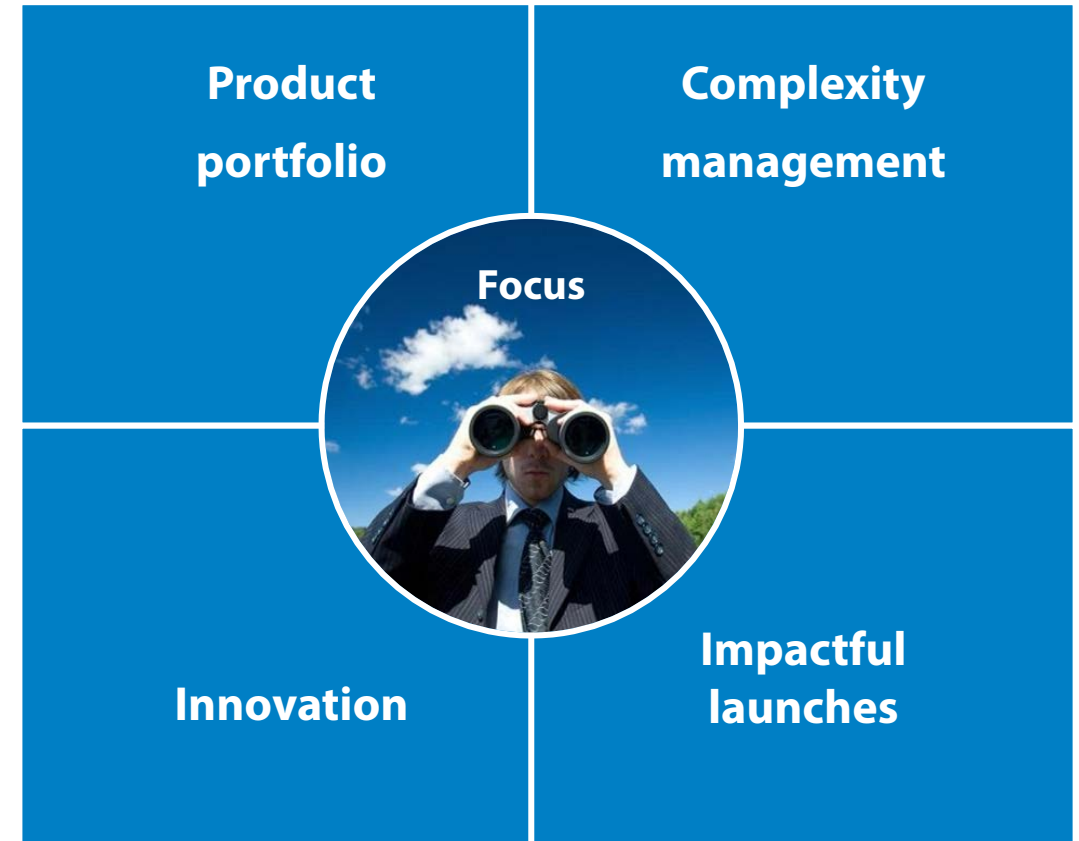 Product
portfolio
Complexity
management
Focus
Innovation
Impactful
launches